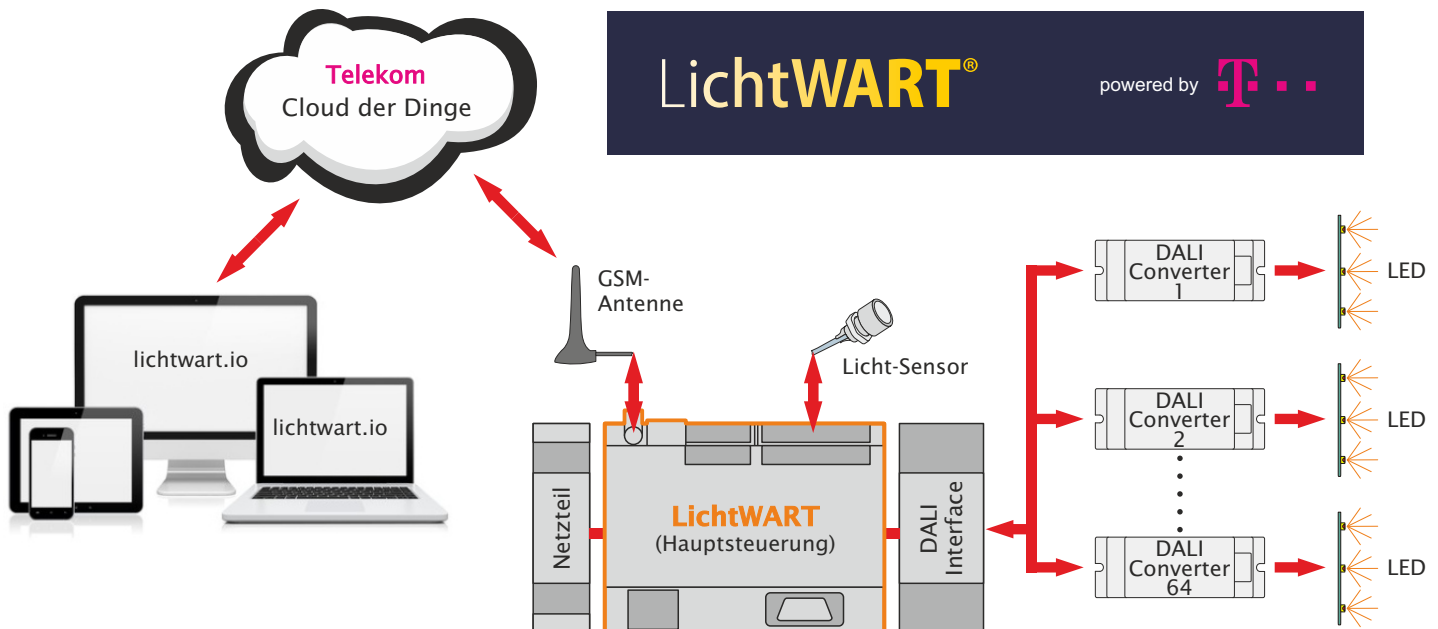 Telekom
Cloud der Dinge
LichtWART®
powered by T
GSM-
Antenne
Licht-Sensor
lichtwart.io
lichtwart.io
Netzteil
LichtWART
(Hauptsteuerung)
DALI
Interface
DALI
Converter
1
LED
DALI
Converter
2
LED
DALI
Converter
64
LED